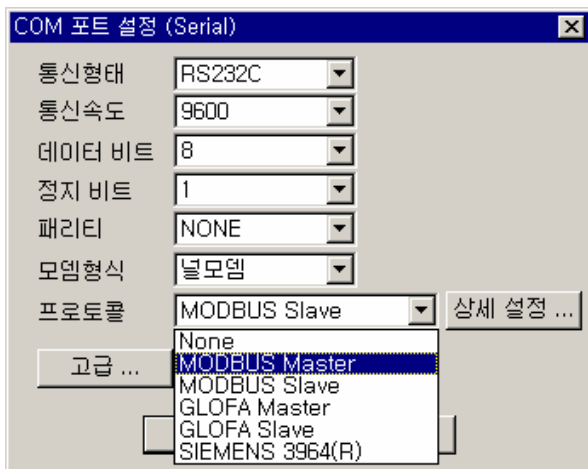 COM 포트 설정 (Serial)
통신형태 RS232C
통신속도 9600
데이터 비트 8
정지 비트 1
패리티 NONE
모뎀형식 널모뎀
프로토콜 MODBUS Slave 상세 설정 ...
None
고급 ... MODBUS Master
MODBUS Slave
GLOFA Master
GLOFA Slave
SIEMENS 3964(R)